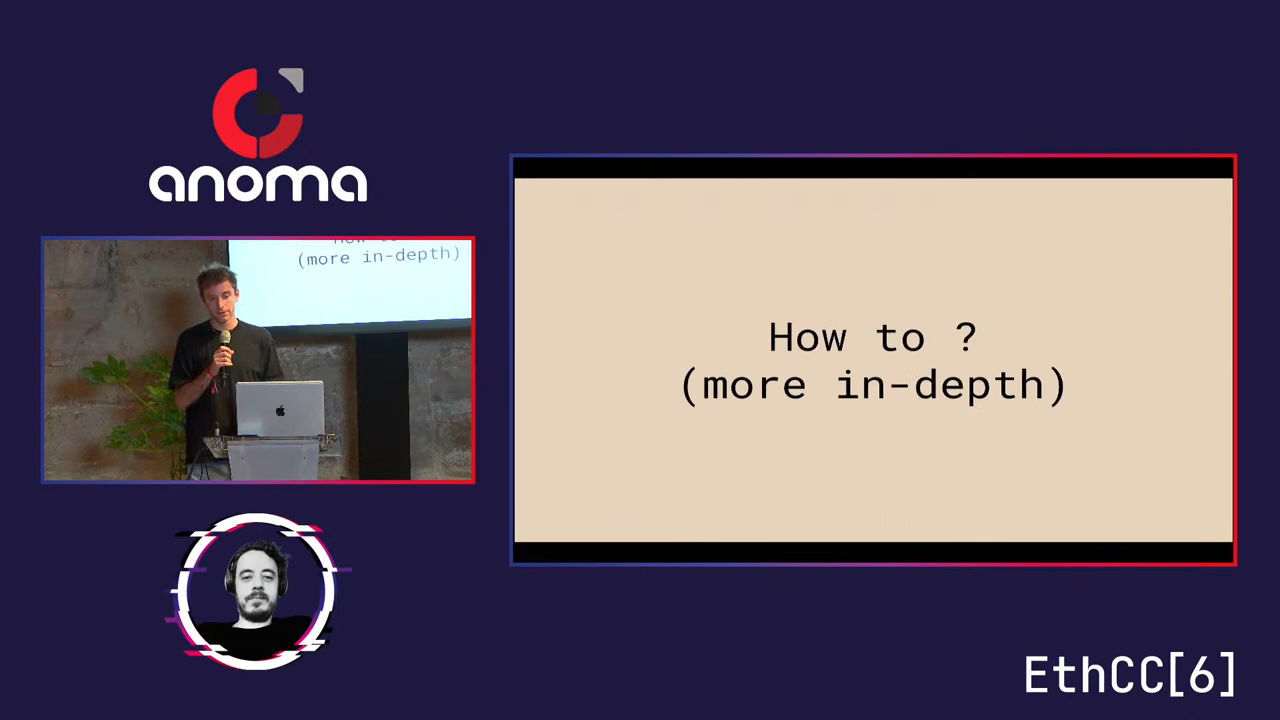 anoma
(more in-depth)
How to ?
(more in-depth)
EthCC[6]